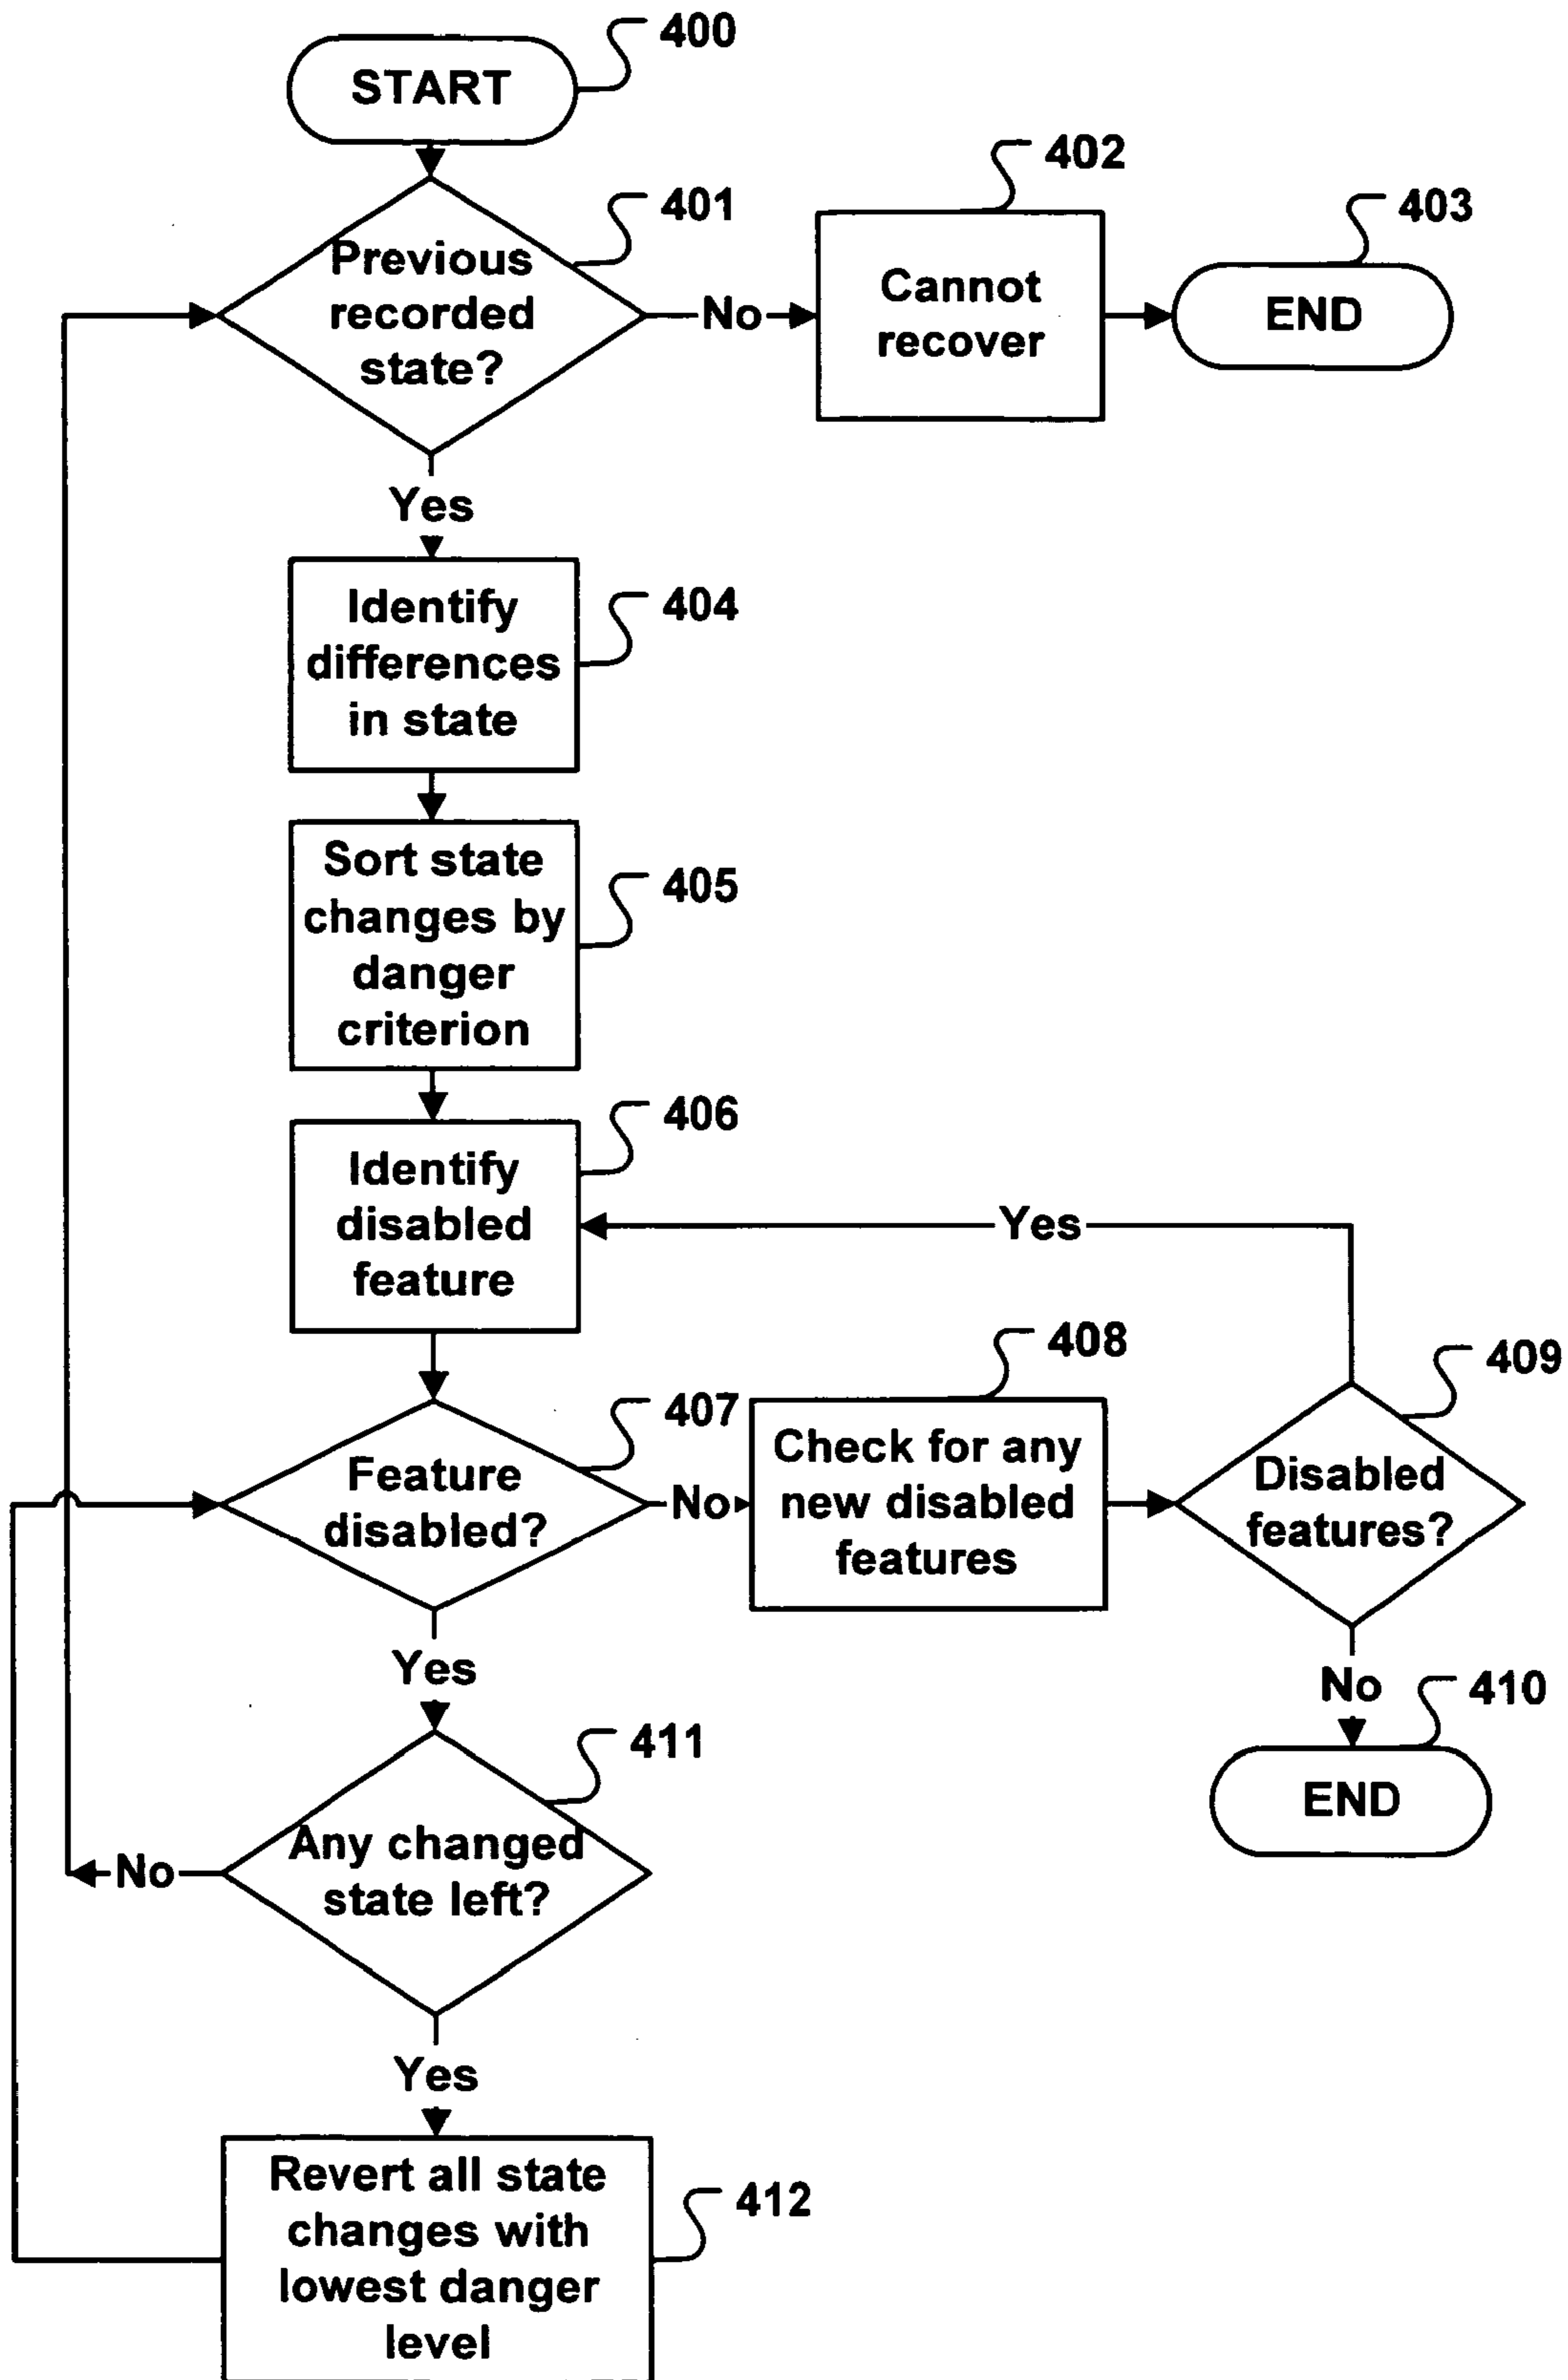 400
START
402
401
403
Previous
recorded
state?
No
Cannot
recover
END
Yes
Identify
differences
in state
404
Sort state
changes by
danger
criterion
405
406
Identify
disabled
feature
Yes
408
409
407
Feature
disabled?
No
Check for any
new disabled
features
Disabled
features?
Yes
No
410
END
411
Any changed
state left?
No
Yes
Revert all state
changes with
lowest danger
level
412